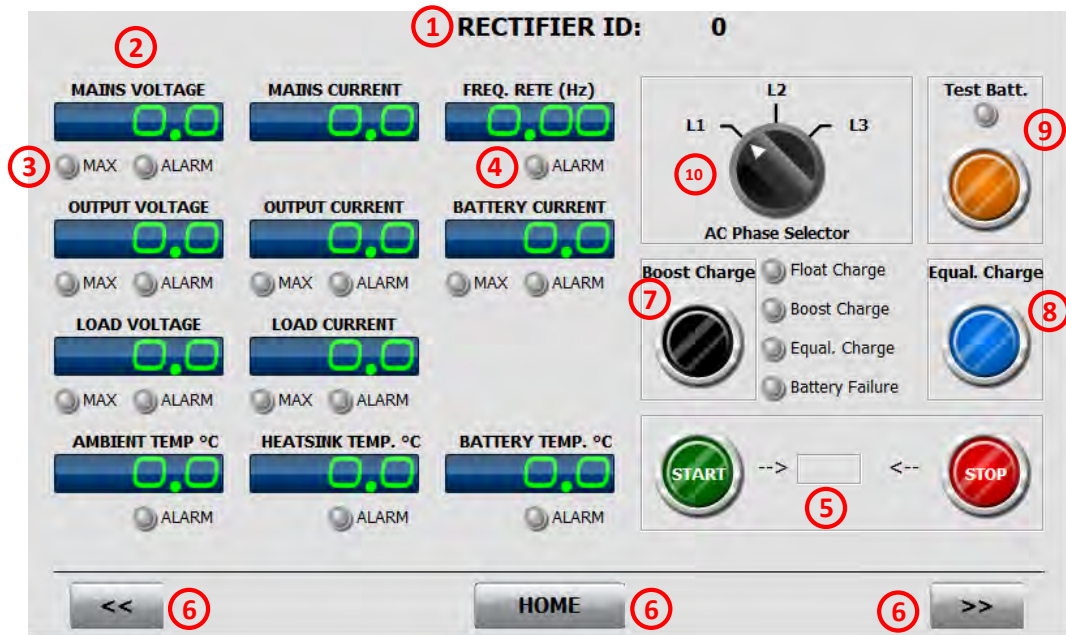 1 RECTIFIER ID: 0
2
MAINS VOLTAGE MAINS CURRENT FREQ. RETE (Hz)
0.0 0.0 0.00
3 MAX ALARM 4 ALARM
OUTPUT VOLTAGE OUTPUT CURRENT BATTERY CURRENT
0.0 0.0 0.0
MAX ALARM MAX ALARM MAX ALARM
LOAD VOLTAGE LOAD CURRENT
0.0 0.0
MAX ALARM MAX ALARM
AMBIENT TEMP °C HEATSINK TEMP. °C BATTERY TEMP. °C
0.0 0.0 0.0
ALARM ALARM ALARM
L2
L1 L3
10
AC Phase Selector
Test Batt.
9
Boost Charge
7
Float Charge
Boost Charge
Equal. Charge
Battery Failure
Equal. Charge
8
START --> <-- STOP
5
<< 6 HOME 6 6 >>